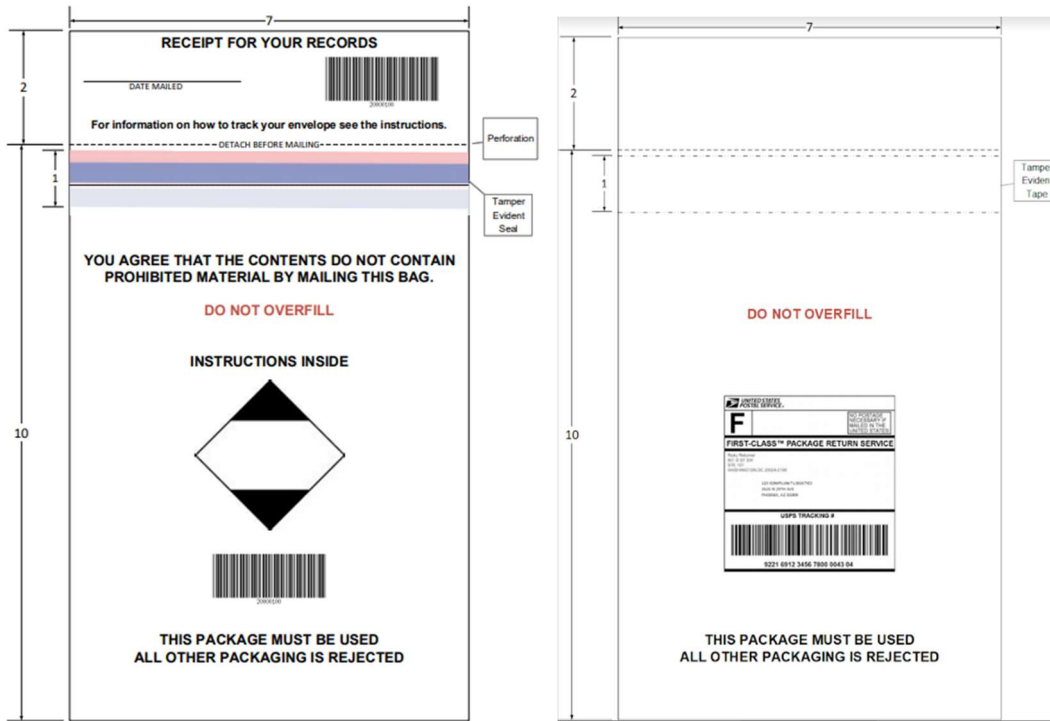 7
RECEIPT FOR YOUR RECORDS
2
DATE MAILED
20000100
For information on how to track your envelope see the instructions.
Perforation
DETACH BEFORE MAILING
1
Tamper
Evident
Seal
YOU AGREE THAT THE CONTENTS DO NOT CONTAIN
PROHIBITED MATERIAL BY MAILING THIS BAG.
DO NOT OVERFILL
INSTRUCTIONS INSIDE
10
20000100
THIS PACKAGE MUST BE USED
ALL OTHER PACKAGING IS REJECTED
7
2
1
Tampe
Eviden
Tape
DO NOT OVERFILL
10
UNITED STATES
POSTAL SERVICE
F
NO POSTAGE
NECESSARY IF
MAILED IN THE
UNITED STATES
FIRST-CLASS™ PACKAGE RETURN SERVICE
USPS TRACKING #
9221 6912 3456 7800 0043 04
THIS PACKAGE MUST BE USED
ALL OTHER PACKAGING IS REJECTED